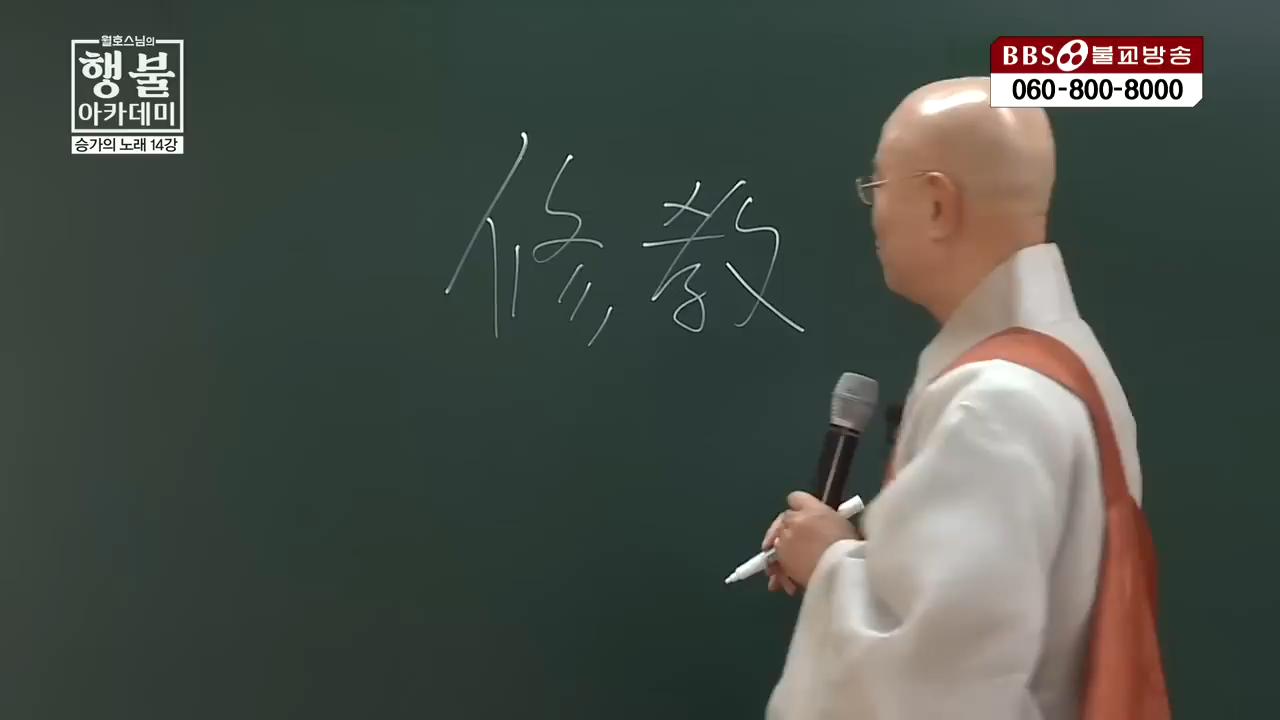 월호스님의
행불
아카데미
승가의 노래 14강
BBS 불교방송
060-800-8000
修, 教